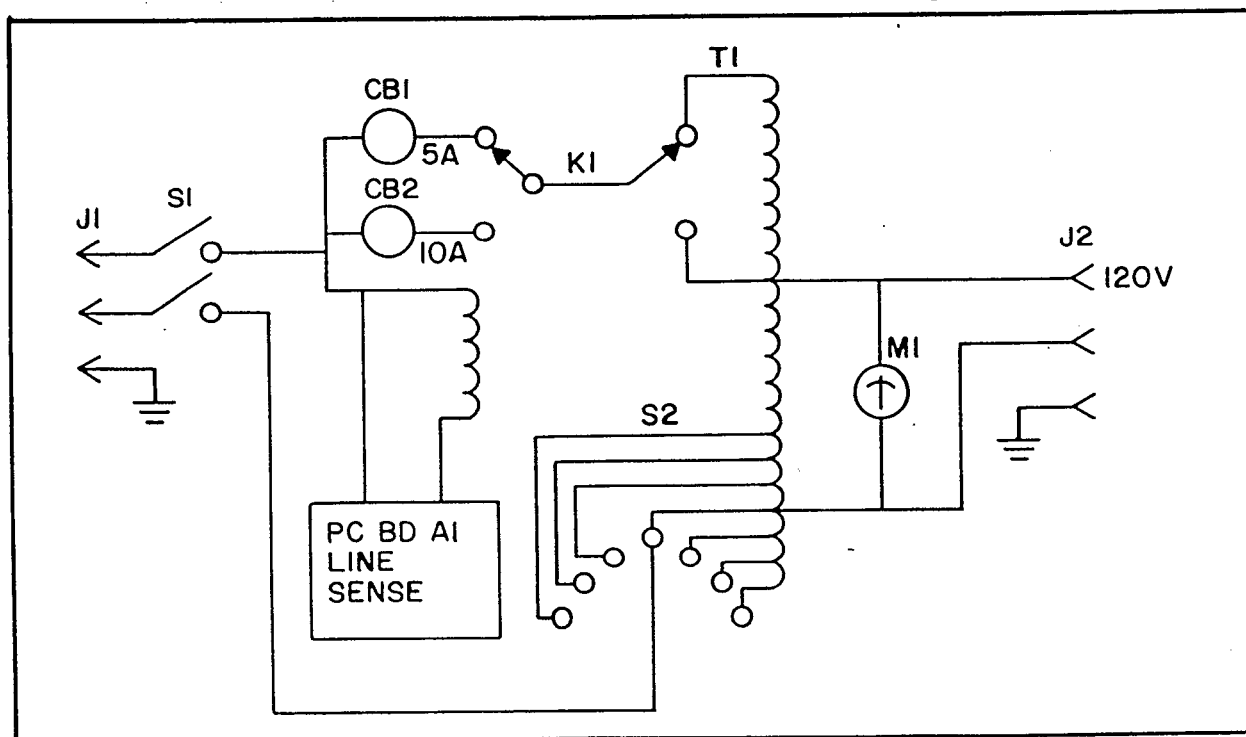 T1
CB1
5A
K1
CB2
10A
J1
S1
J2
120V
M1
S2
PC BD A1
LINE
SENSE